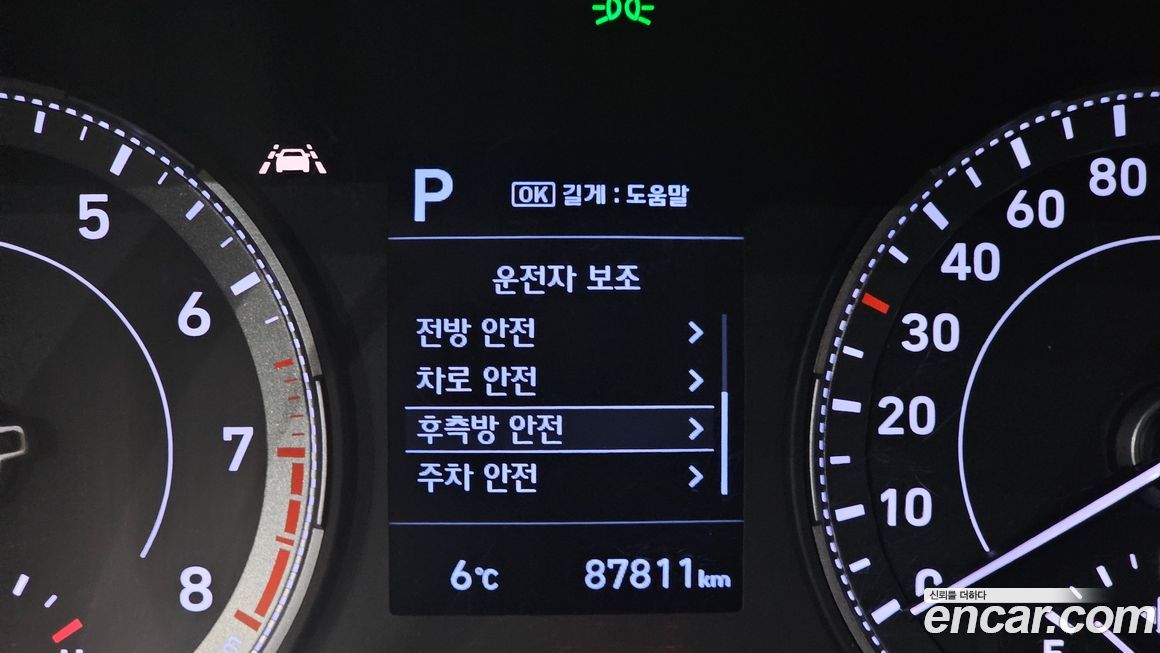 P
OK 길게 : 도움말
운전자 보조
전방 안전
차로 안전
후측방 안전
주차 안전
6℃
87811km
5
6
7
8
80
60
40
30
20
10
0
신뢰를 더하다
encar.com